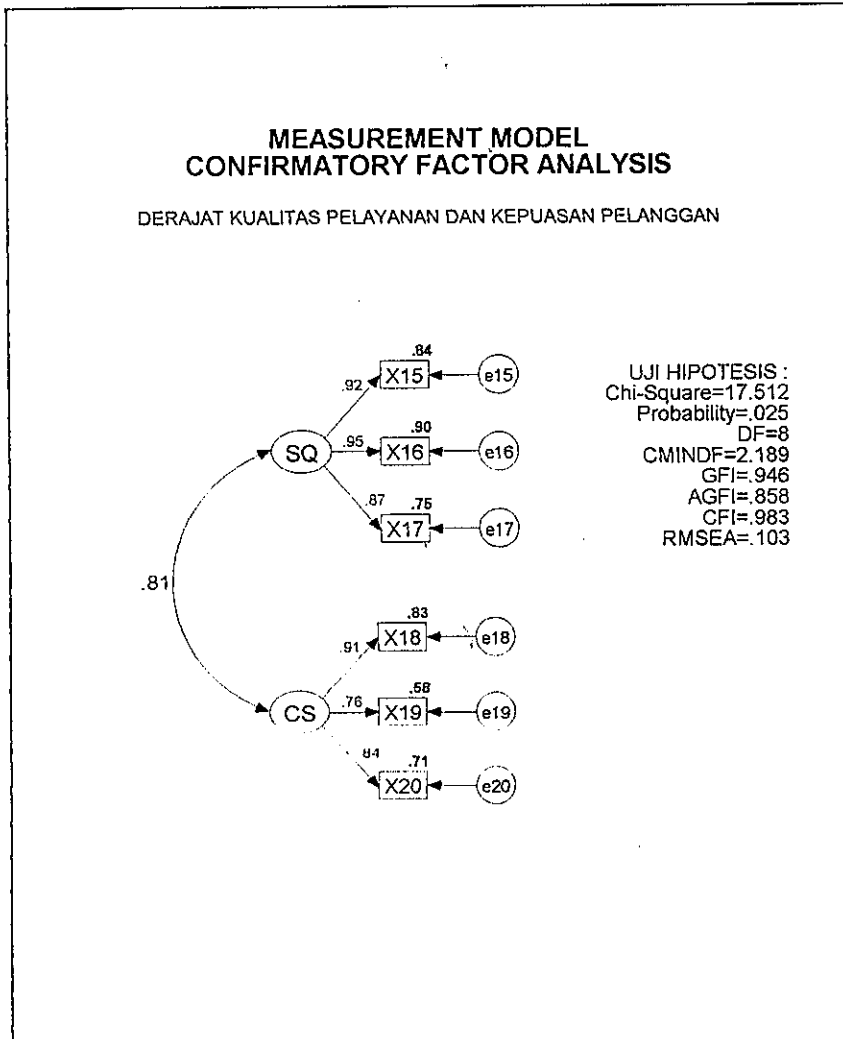 MEASUREMENT MODEL
CONFIRMATORY FACTOR ANALYSIS
DERAJAT KUALITAS PELAYANAN DAN KEPUASAN PELANGGAN
.84
.92 X15 e15
.90
SQ .95 X16 e16
.75
.87 X17 e17
.81
.83
.91 X18 e18
.58
CS .76 X19 e19
.71
84 X20 e20
UJI HIPOTESIS :
Chi-Square=17.512
Probability=.025
DF=8
CMINDF=2.189
GFI=.946
AGFI=.858
CFI=.983
RMSEA=.103